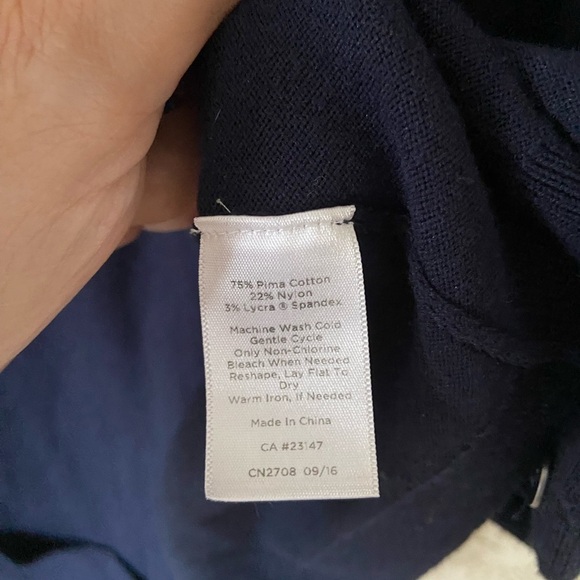 75% Pima Cotton
22% Nylon
3% Lycra ® Spandex
Machine Wash Cold
Gentle Cycle
Only Non-Chlorine
Bleach When Needed
Reshape, Lay Flat To
Dry
Warm Iron, If Needed
Made In China
CA #23147
CN2708 09/16